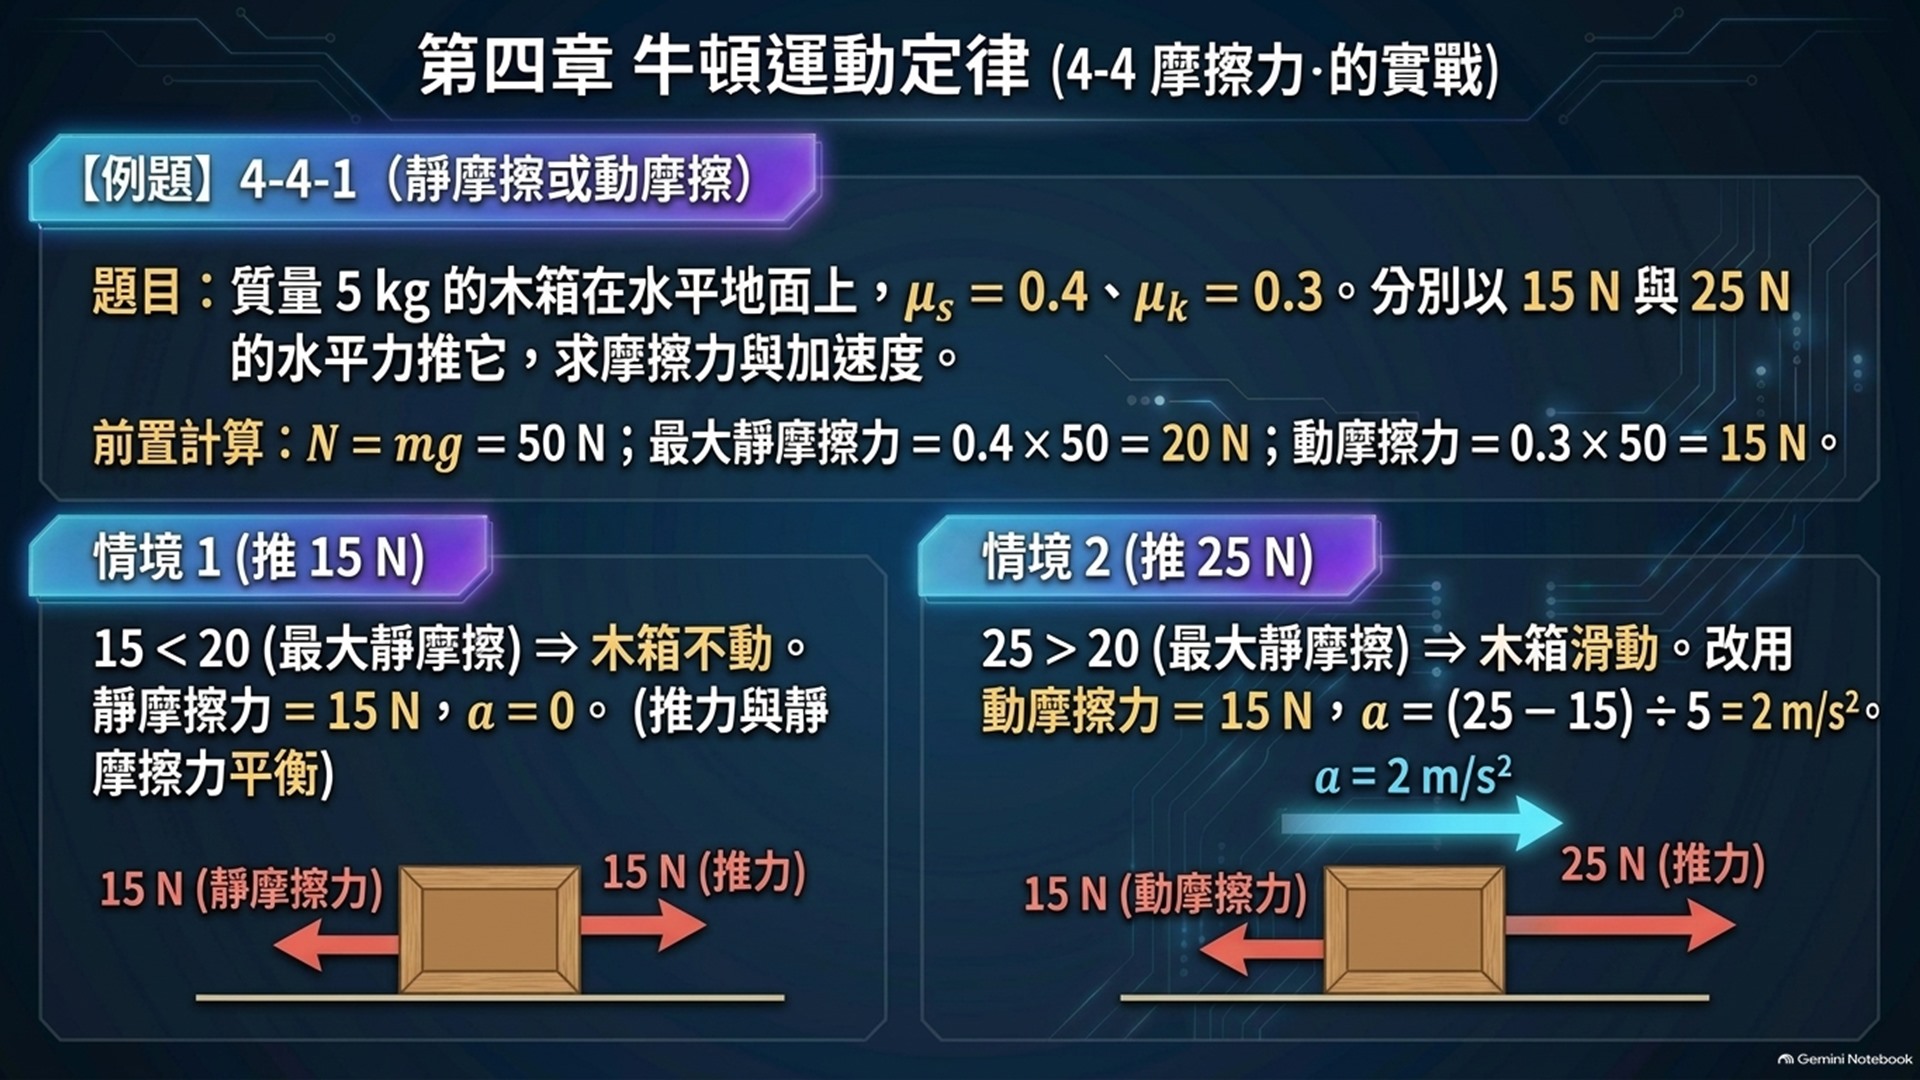 第四章 牛頓運動定律 (4-4 摩擦力·的實戰)
【例題】4-4-1（靜摩擦或動摩擦）
題目：質量 5 kg 的木箱在水平地面上，μₛ = 0.4、μₖ = 0.3。分別以 15 N 與 25 N
的水平力推它，求摩擦力與加速度。
前置計算：N = mg = 50 N；最大靜摩擦力 = 0.4 × 50 = 20 N；動摩擦力 = 0.3 × 50 = 15 N。
情境 1 (推 15 N)
15 < 20 (最大靜摩擦) ⇒ 木箱不動。
靜摩擦力 = 15 N，a = 0。 (推力與靜
摩擦力平衡)
15 N (靜摩擦力)
15 N (推力)
情境 2 (推 25 N)
25 > 20 (最大靜摩擦) ⇒ 木箱滑動。改用
動摩擦力 = 15 N，a = (25 − 15) ÷ 5 = 2 m/s²。
a = 2 m/s²
15 N (動摩擦力)
25 N (推力)
Gemini Notebook